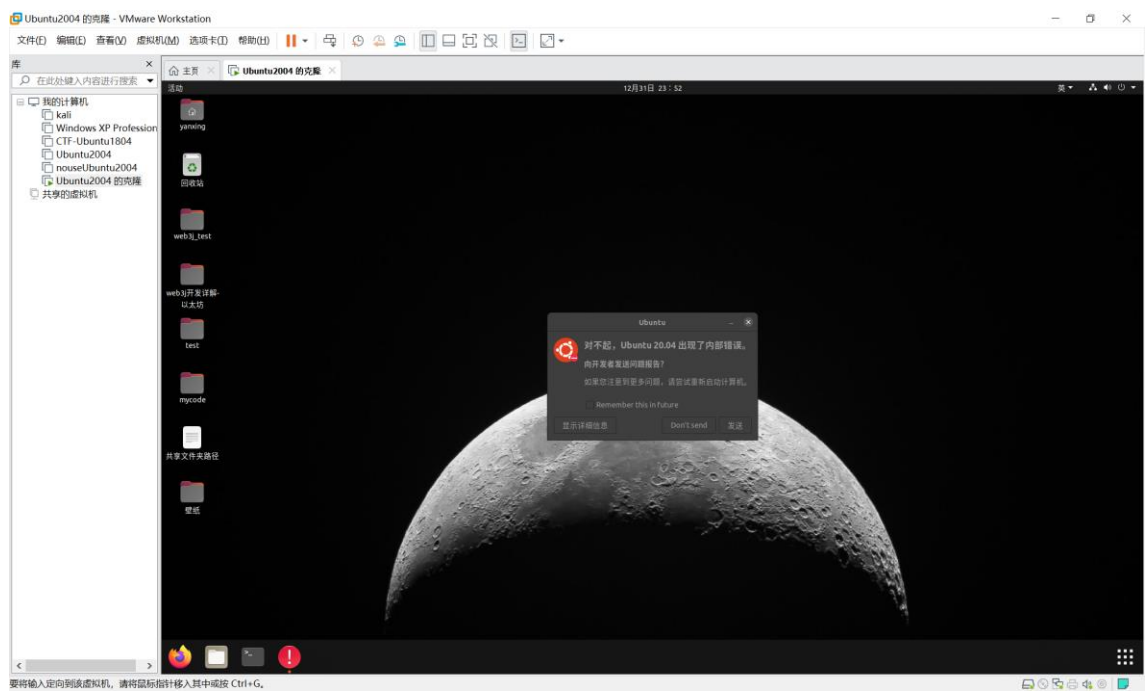 Ubuntu2004 的克隆 - VMware Workstation
文件(F) 编辑(E) 查看(V) 虚拟机(M) 选项卡(T) 帮助(H)
库
在此处键入内容进行搜索
我的计算机
kali
Windows XP Profession
CTF-Ubuntu1804
Ubuntu2004
nouseUbuntu2004
Ubuntu2004 的克隆
共享的虚拟机
主页
Ubuntu2004 的克隆
活动
12月31日 23：52
英
yanxing
回收站
web3j_test
web3j开发详解-
以太坊
test
mycode
共享文件夹路径
壁纸
Ubuntu
对不起，Ubuntu 20.04 出现了内部错误。
向开发者发送问题报告？
如果您注意到更多问题，请尝试重新启动计算机。
Remember this in future
显示详细信息
Don't send
发送
要将输入定向到该虚拟机，请将鼠标指针移入其中或按 Ctrl+G。